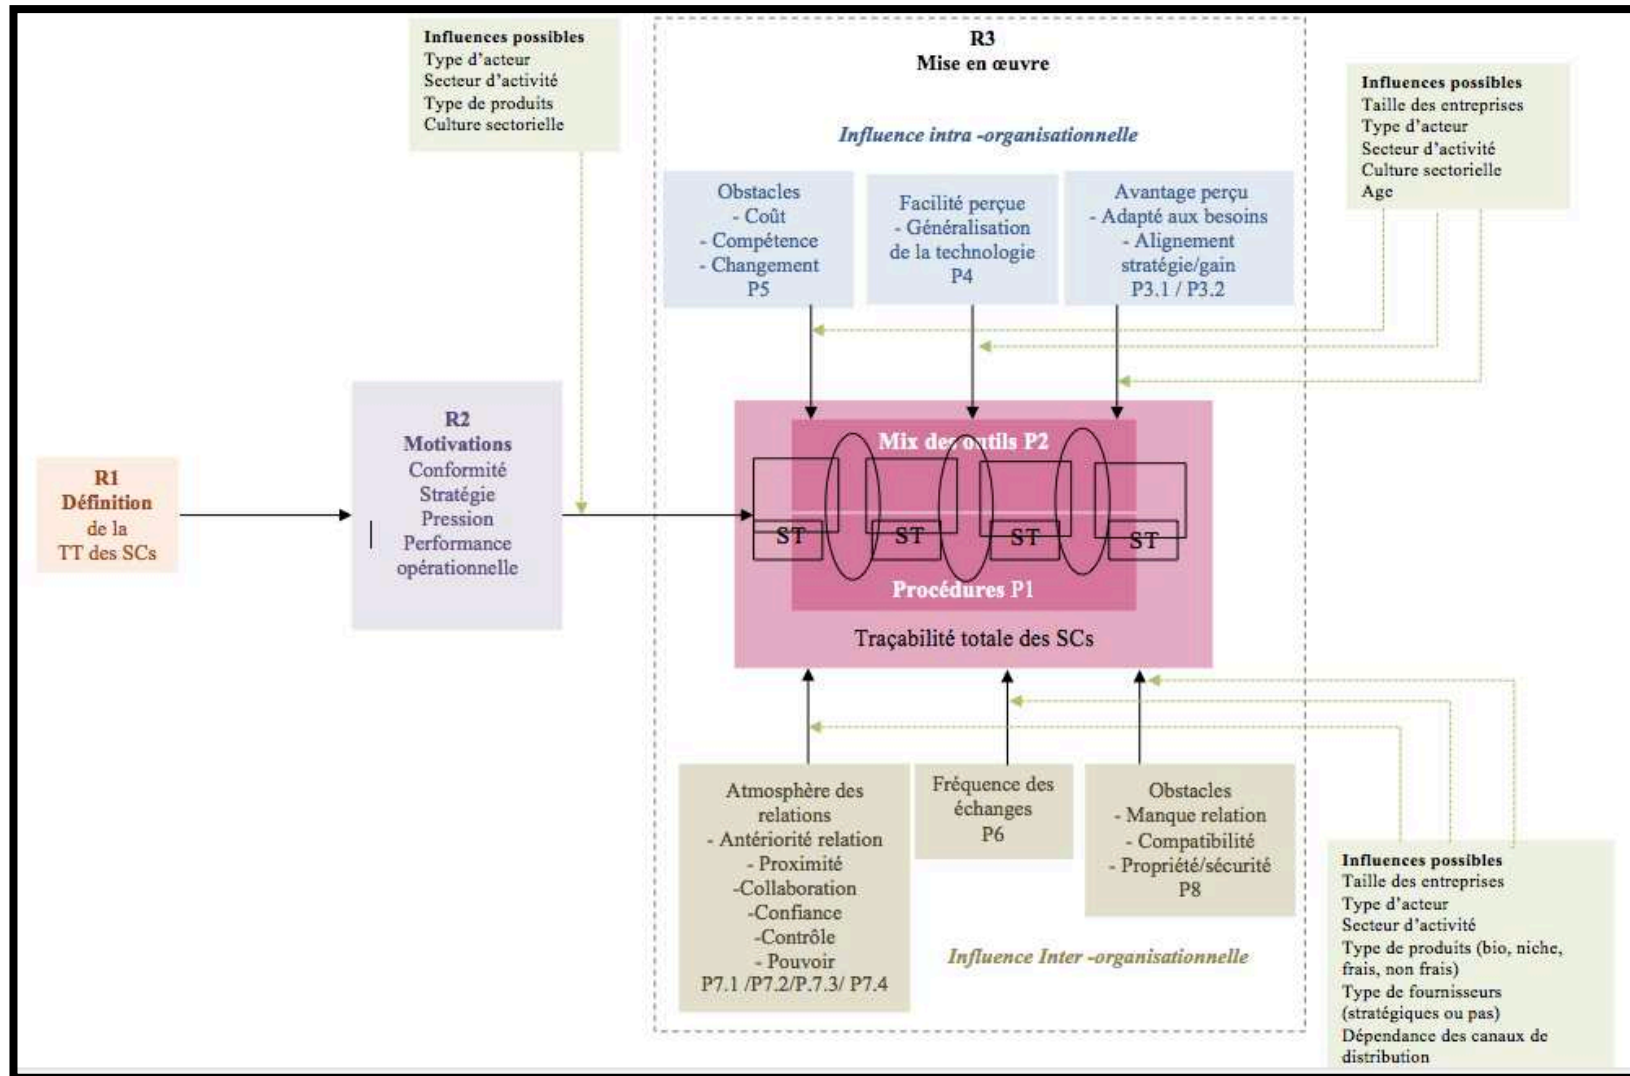 Influences possibles
Type d'acteur
Secteur d'activité
Type de produits
Culture sectorielle
R3
Mise en œuvre
Influence intra -organisationnelle
Influences possibles
Taille des entreprises
Type d'acteur
Secteur d'activité
Culture sectorielle
Age
Obstacles
- Coût
- Compétence
- Changement
P5
Facilité perçue
- Généralisation
de la technologie
P4
Avantage perçu
- Adapté aux besoins
- Alignement
stratégie/gain
P3.1 / P3.2
R1
Définition
de la
TT des SCs
R2
Motivations
Conformité
Stratégie
Pression
Performance
opérationnelle
Mix des outils P2
ST
ST
ST
ST
Procédures P1
Traçabilité totale des SCs
Atmosphère des
relations
- Antériorité relation
- Proximité
-Collaboration
-Confiance
-Contrôle
- Pouvoir
P7.1 /P7.2/P.7.3/ P7.4
Fréquence des
échanges
P6
Obstacles
- Manque relation
- Compatibilité
- Propriété/sécurité
P8
Influence Inter -organisationnelle
Influences possibles
Taille des entreprises
Type d'acteur
Secteur d'activité
Type de produits (bio, niche,
frais, non frais)
Type de fournisseurs
(stratégiques ou pas)
Dépendance des canaux de
distribution